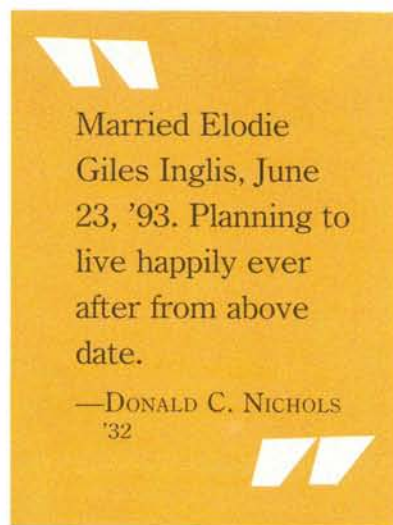 Married Elodie
Giles Inglis, June
23, ’93. Planning to
live happily ever
after from above
date.
—DONALD C. NICHOLS
’32